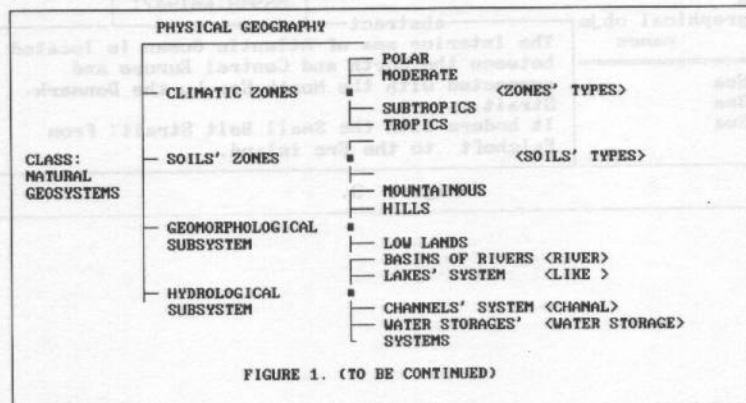 PHYSICAL GEOGRAPHY
POLAR
MODERATE
CLIMATIC ZONES <ZONES' TYPES>
SUBTROPICS
TROPICS
CLASS: SOILS' ZONES <SOILS' TYPES>
NATURAL
GEOSYSTEMS MOUNTAINOUS
HILLS
GEOMORPHOLOGICAL
SUBSYSTEM LOW LANDS
BASINS OF RIVERS <RIVER>
LAKES' SYSTEM <LIKE >
HYDROLOGICAL
SUBSYSTEM CHANNELS' SYSTEM <CHANAL>
WATER STORAGES' <WATER STORAGE>
SYSTEMS
FIGURE 1. (TO BE CONTINUED)